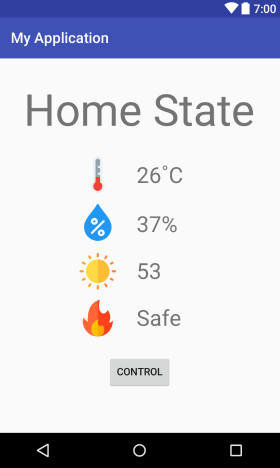 7:00
My Application
Home State
26°C
%
37%
53
Safe
CONTROL